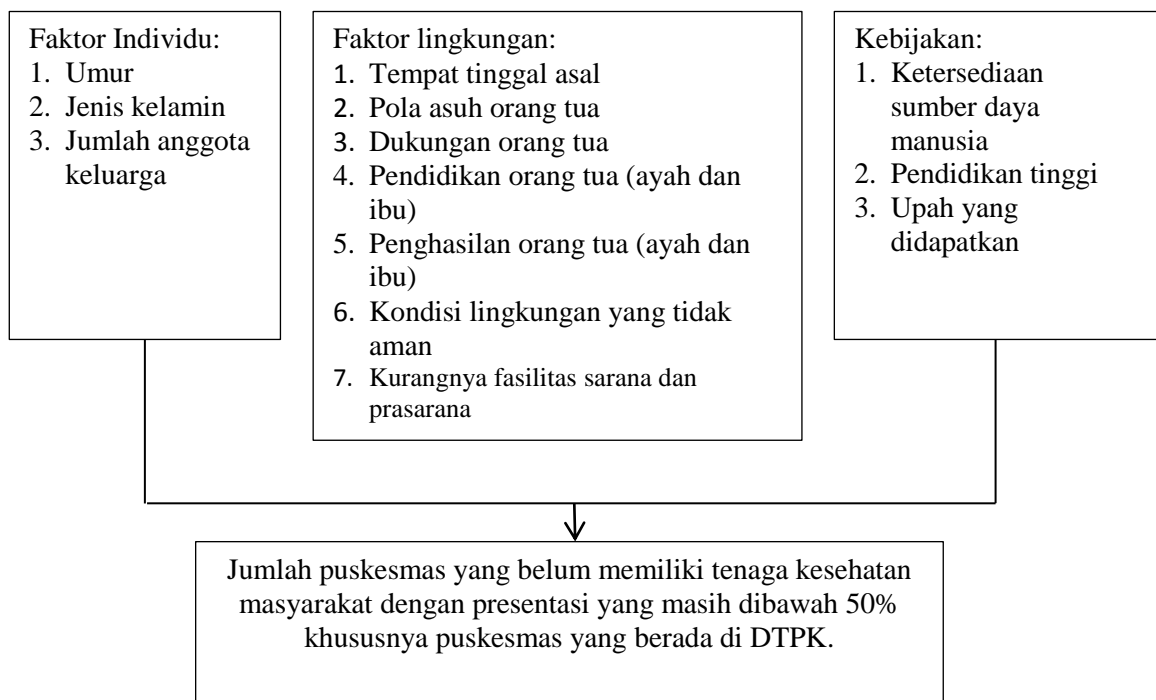 Faktor Individu:
1. Umur
2. Jenis kelamin
3. Jumlah anggota
keluarga
Faktor lingkungan:
1. Tempat tinggal asal
2. Pola asuh orang tua
3. Dukungan orang tua
4. Pendidikan orang tua (ayah dan
ibu)
5. Penghasilan orang tua (ayah dan
ibu)
6. Kondisi lingkungan yang tidak
aman
7. Kurangnya fasilitas sarana dan
prasarana
Kebijakan:
1. Ketersediaan
sumber daya
manusia
2. Pendidikan tinggi
3. Upah yang
didapatkan
Jumlah puskesmas yang belum memiliki tenaga kesehatan
masyarakat dengan presentasi yang masih dibawah 50%
khususnya puskesmas yang berada di DTPK.